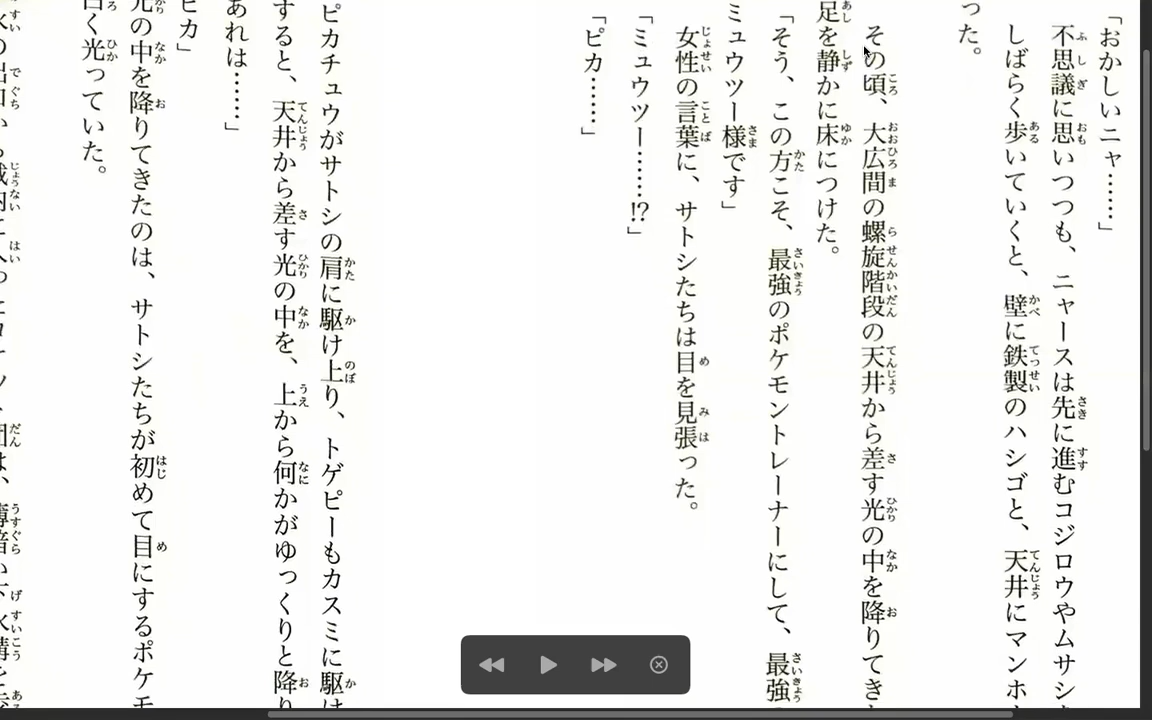 「おかしいニャ……」
不思議に思いつつも、ニャースは先に進むコジロウやムサシ
しばらく歩いていくと、壁に鉄製のハシゴと、天井にマンホ
った。
その頃、大広間の螺旋階段の天井から差す光の中を降りてき
足を静かに床につけた。
「そう、この方こそ、最強のポケモントレーナーにして、最強
ミュウツー様です」
女性の言葉に、サトシたちは目を見張った。
「ミュウツー……⁉」
「ピカ……」
ピカチュウがサトシの肩に駆け上り、トゲピーもカスミに駆け
すると、天井から差す光の中を、上から何かがゆっくりと降り
あれは……」
ピカ」
光の中を降りてきたのは、サトシたちが初めて目にするポケモ
く光っていた。